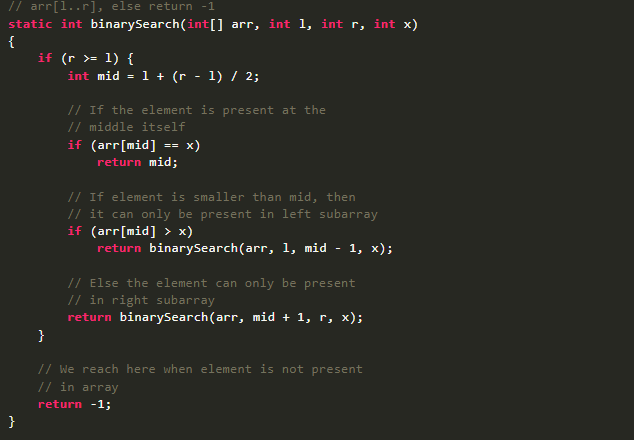 // arr[l..r], else return -1
static int binarySearch(int[] arr, int l, int r, int x)
{
    if (r >= l) {
        int mid = l + (r - l) / 2;

        // If the element is present at the
        // middle itself
        if (arr[mid] == x)
            return mid;

        // If element is smaller than mid, then
        // it can only be present in left subarray
        if (arr[mid] > x)
            return binarySearch(arr, l, mid - 1, x);

        // Else the element can only be present
        // in right subarray
        return binarySearch(arr, mid + 1, r, x);
    }

    // We reach here when element is not present
    // in array
    return -1;
}